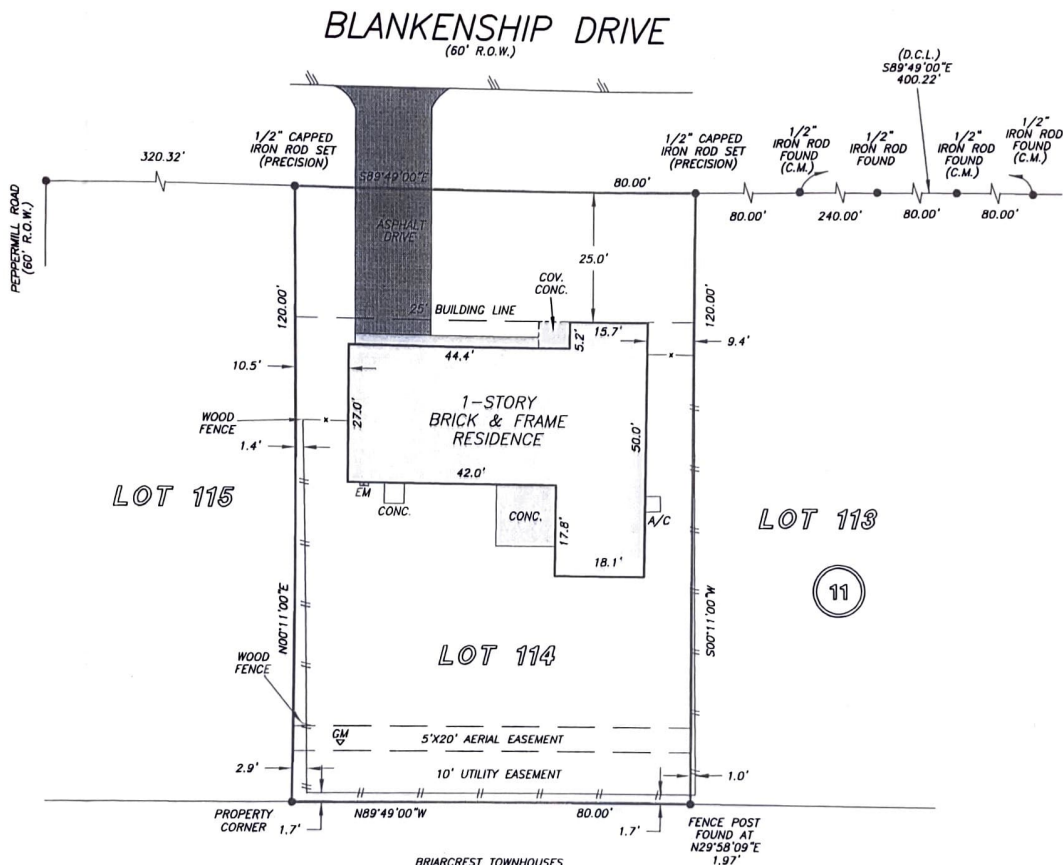 BLANKENSHIP DRIVE
(60' R.O.W.)
(D.C.L.)
S89°49'00"E
400.22'
1/2" CAPPED
IRON ROD SET
(PRECISION)
1/2" CAPPED
IRON ROD SET
(PRECISION)
1/2"
IRON ROD
FOUND
(C.M.)
1/2"
IRON ROD
FOUND
1/2"
IRON ROD
FOUND
(C.M.)
1/2"
IRON ROD
FOUND
(C.M.)
320.32'
S89°49'00"E
80.00'
80.00'
240.00'
80.00'
80.00'
PEPPERMILL ROAD
(60' R.O.W.)
ASPHALT
DRIVE
25.0'
COV.
CONC.
120.00'
25' BUILDING LINE
120.00'
15.7'
5.2'
9.4'
44.4'
10.5'
1-STORY
BRICK & FRAME
RESIDENCE
27.0'
50.0'
WOOD
FENCE
1.4'
42.0'
EM
CONC.
CONC.
A/C
17.8'
18.1'
LOT 115
LOT 113
11
N00°11'00"E
S00°11'00"W
LOT 114
WOOD
FENCE
GM
5'X20' AERIAL EASEMENT
2.9'
10' UTILITY EASEMENT
1.0'
PROPERTY
CORNER
1.7'
N89°49'00"W
80.00'
1.7'
FENCE POST
FOUND AT
N29°58'09"E
1.97'
BRIARCREST TOWNHOUSES